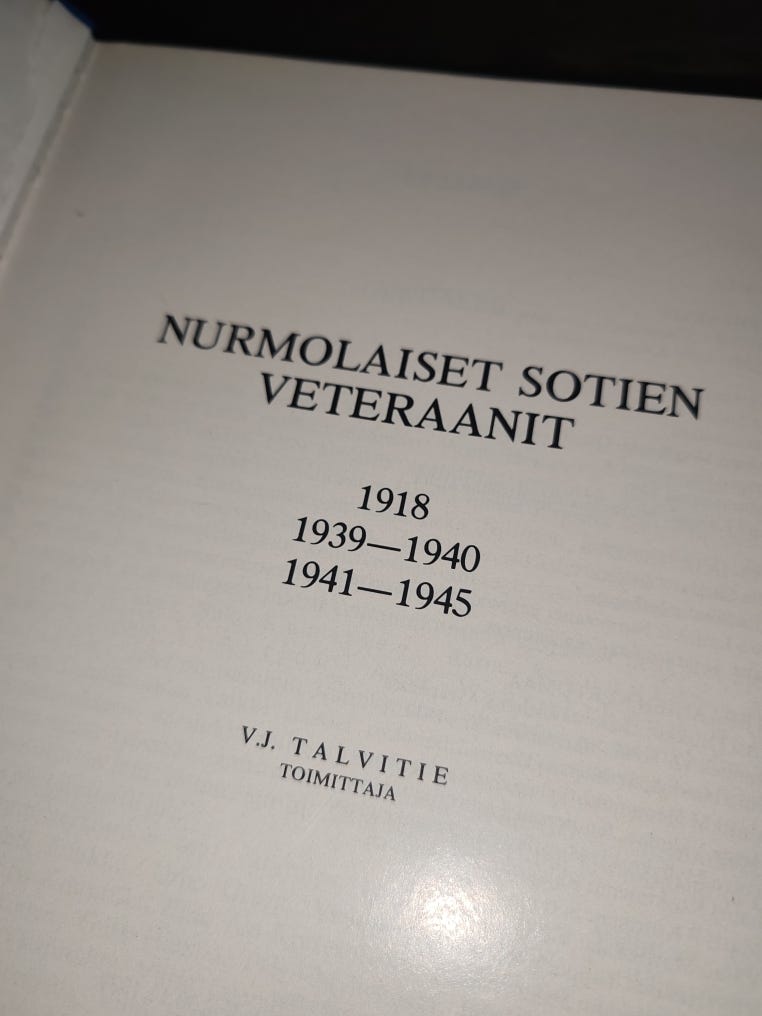 NURMOLAISET SOTIEN
VETERAANIT
1918
1939—1940
1941—1945
V.J. TALVITIE
TOIMITTAJA